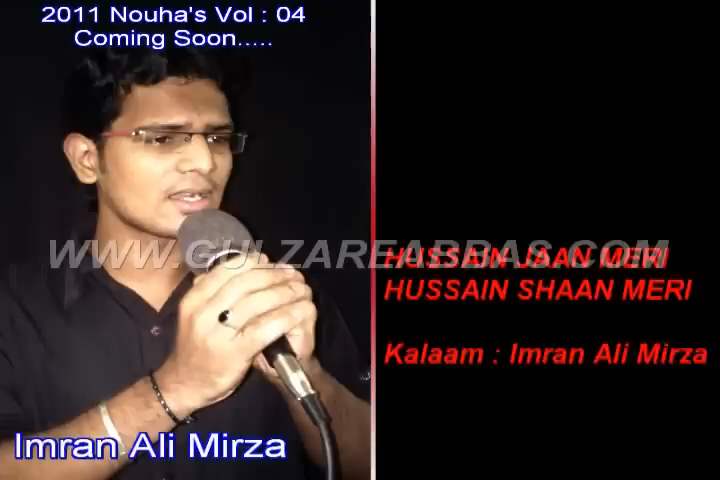 2011 Nouha's Vol : 04
Coming Soon.....
WWW.GULZAREABBAS.COM
HUSSAIN JAAN MERI
HUSSAIN SHAAN MERI
Kalaam : Imran Ali Mirza
Imran Ali Mirza